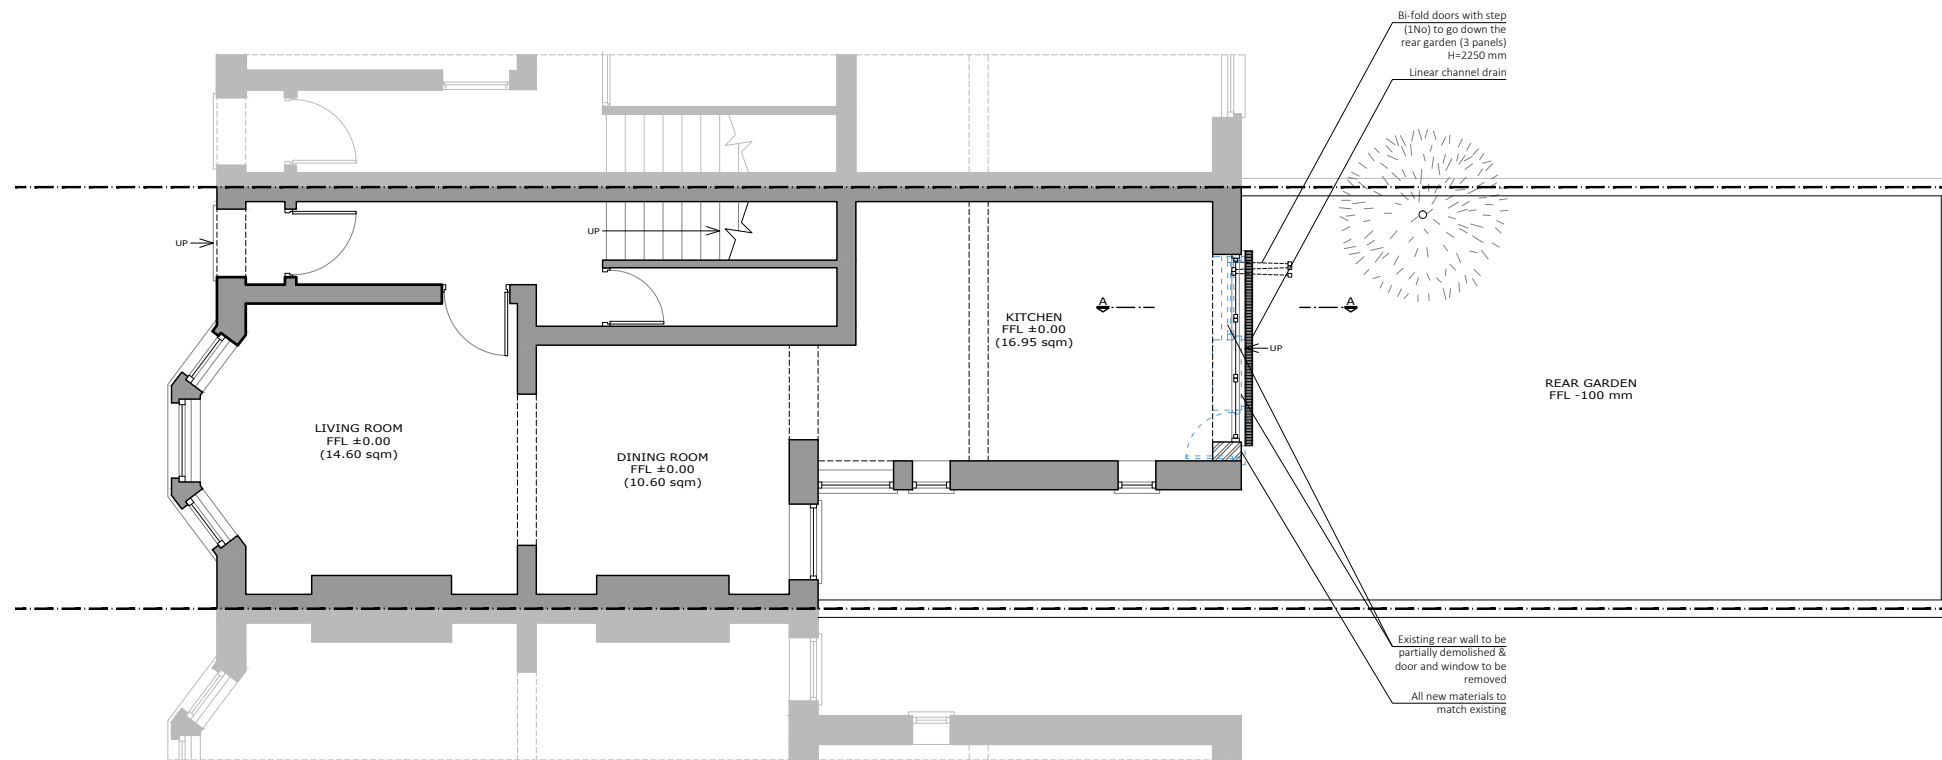 Bi-fold doors with step
(1No) to go down the
rear garden (3 panels)
H=2250 mm
Linear channel drain
UP
UP
A
A
KITCHEN
FFL ±0.00
(16.95 sqm)
UP
REAR GARDEN
FFL -100 mm
LIVING ROOM
FFL ±0.00
(14.60 sqm)
DINING ROOM
FFL ±0.00
(10.60 sqm)
Existing rear wall to be
partially demolished &
door and window to be
removed
All new materials to
match existing